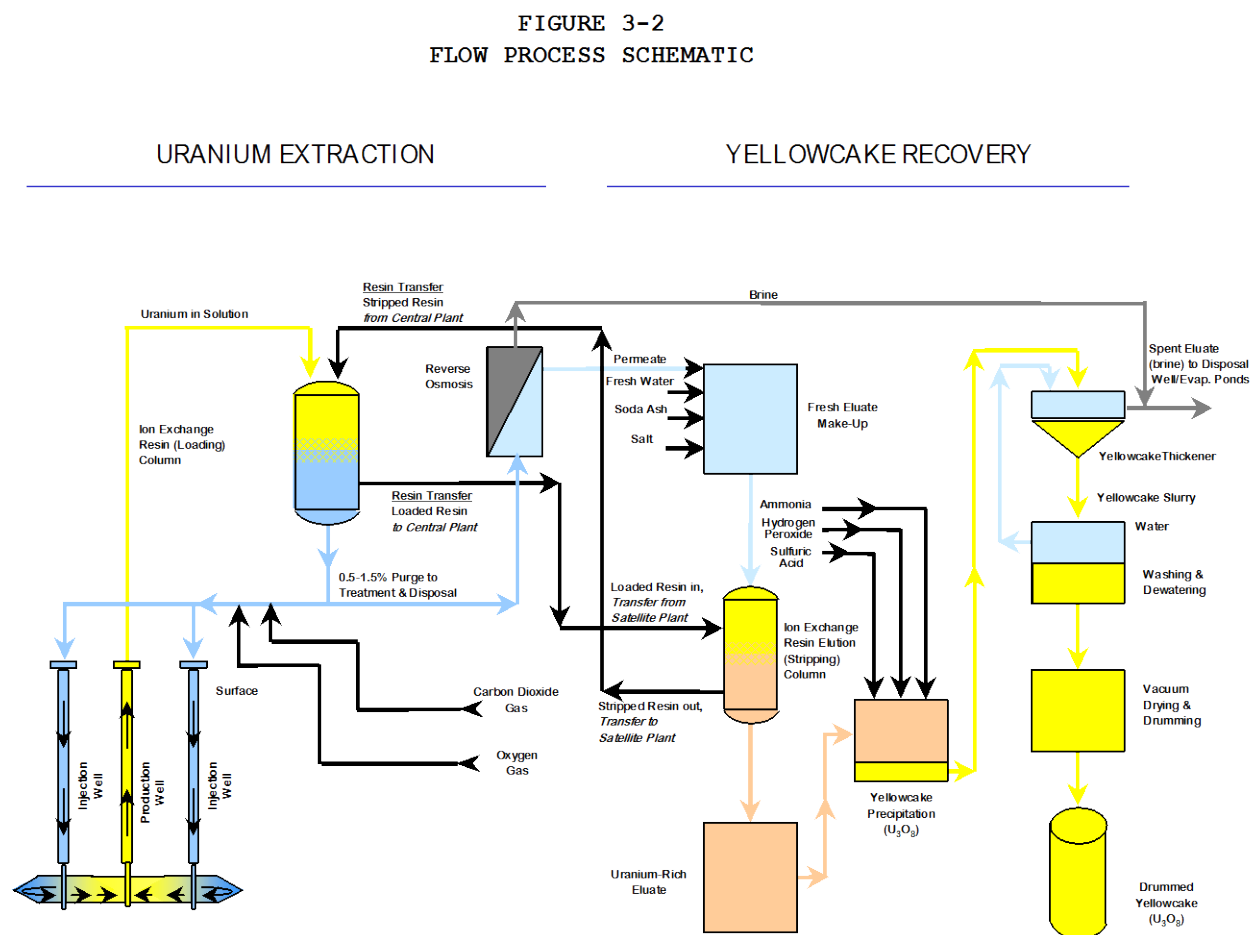 FIGURE 3-2
FLOW PROCESS SCHEMATIC
URANIUM EXTRACTION
YELLOWCAKE RECOVERY
Resin Transfer
Stripped Resin
from Central Plant
Brine
Uranium in Solution
Reverse
Osmosis
Permeate
Fresh Water
Soda Ash
Salt
Fresh Eluate
Make-Up
Spent Eluate
(brine) to Disposal
Well/Evap. Ponds
Ion Exchange
Resin (Loading)
Column
YellowcakeThickener
Resin Transfer
Loaded Resin
to Central Plant
Yellowcake Slurry
Ammonia
Hydrogen
Peroxide
Sulfuric
Acid
Water
0.5-1.5% Purge to
Treatment & Disposal
Washing &
Dewatering
Loaded Resin in,
Transfer from
Satellite Plant
Ion Exchange
Resin Elution
(Stripping)
Column
Surface
Carbon Dioxide
Gas
Stripped Resin out,
Transfer to
Satellite Plant
Vacuum
Drying &
Drumming
Oxygen
Gas
Injection
Well
Production
Well
Injection
Well
Yellowcake
Precipitation
(U₃O₈)
Uranium-Rich
Eluate
Drummed
Yellowcake
(U₃O₈)